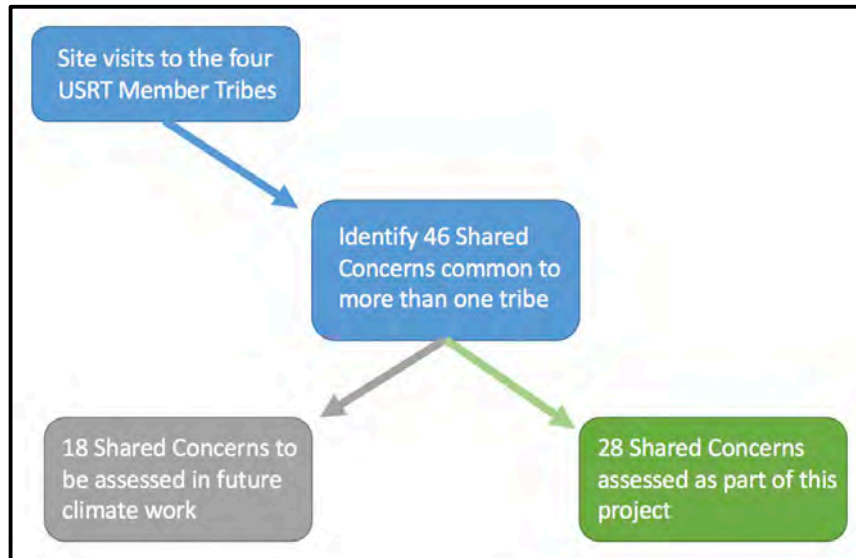 Site visits to the four
USRT Member Tribes
Identify 46 Shared
Concerns common to
more than one tribe
18 Shared Concerns to
be assessed in future
climate work
28 Shared Concerns
assessed as part of this
project